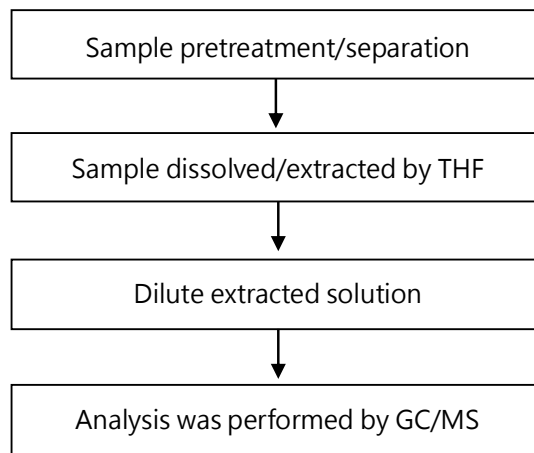 Sample pretreatment/separation
Sample dissolved/extracted by THF
Dilute extracted solution
Analysis was performed by GC/MS